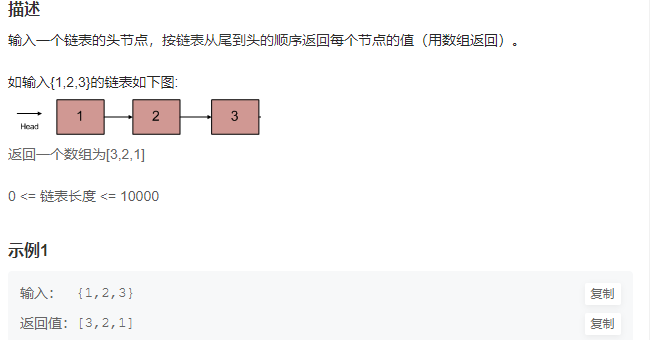 描述
输入一个链表的头节点，按链表从尾到头的顺序返回每个节点的值（用数组返回）。
如输入{1,2,3}的链表如下图:
Head 1 2 3
返回一个数组为[3,2,1]
0 <= 链表长度 <= 10000
示例1
输入： {1,2,3} 复制
返回值：[3,2,1] 复制